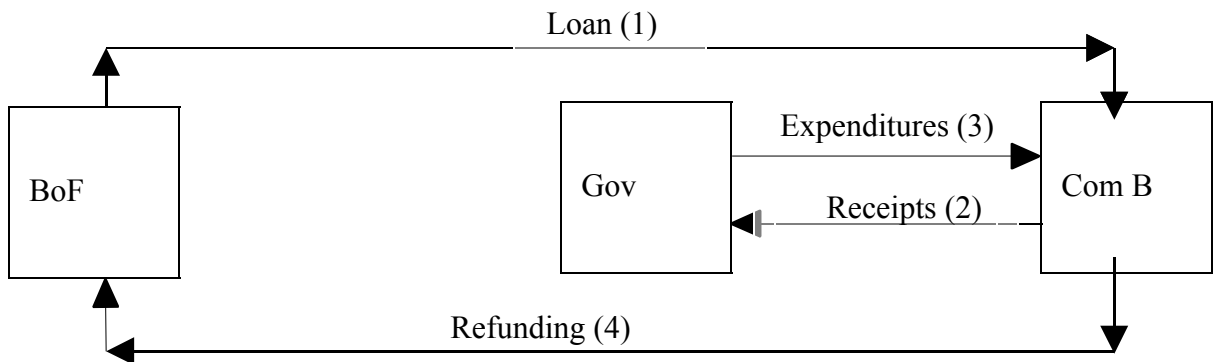 Loan (1)
Expenditures (3)
BoF
Gov
Com B
Receipts (2)
Refunding (4)